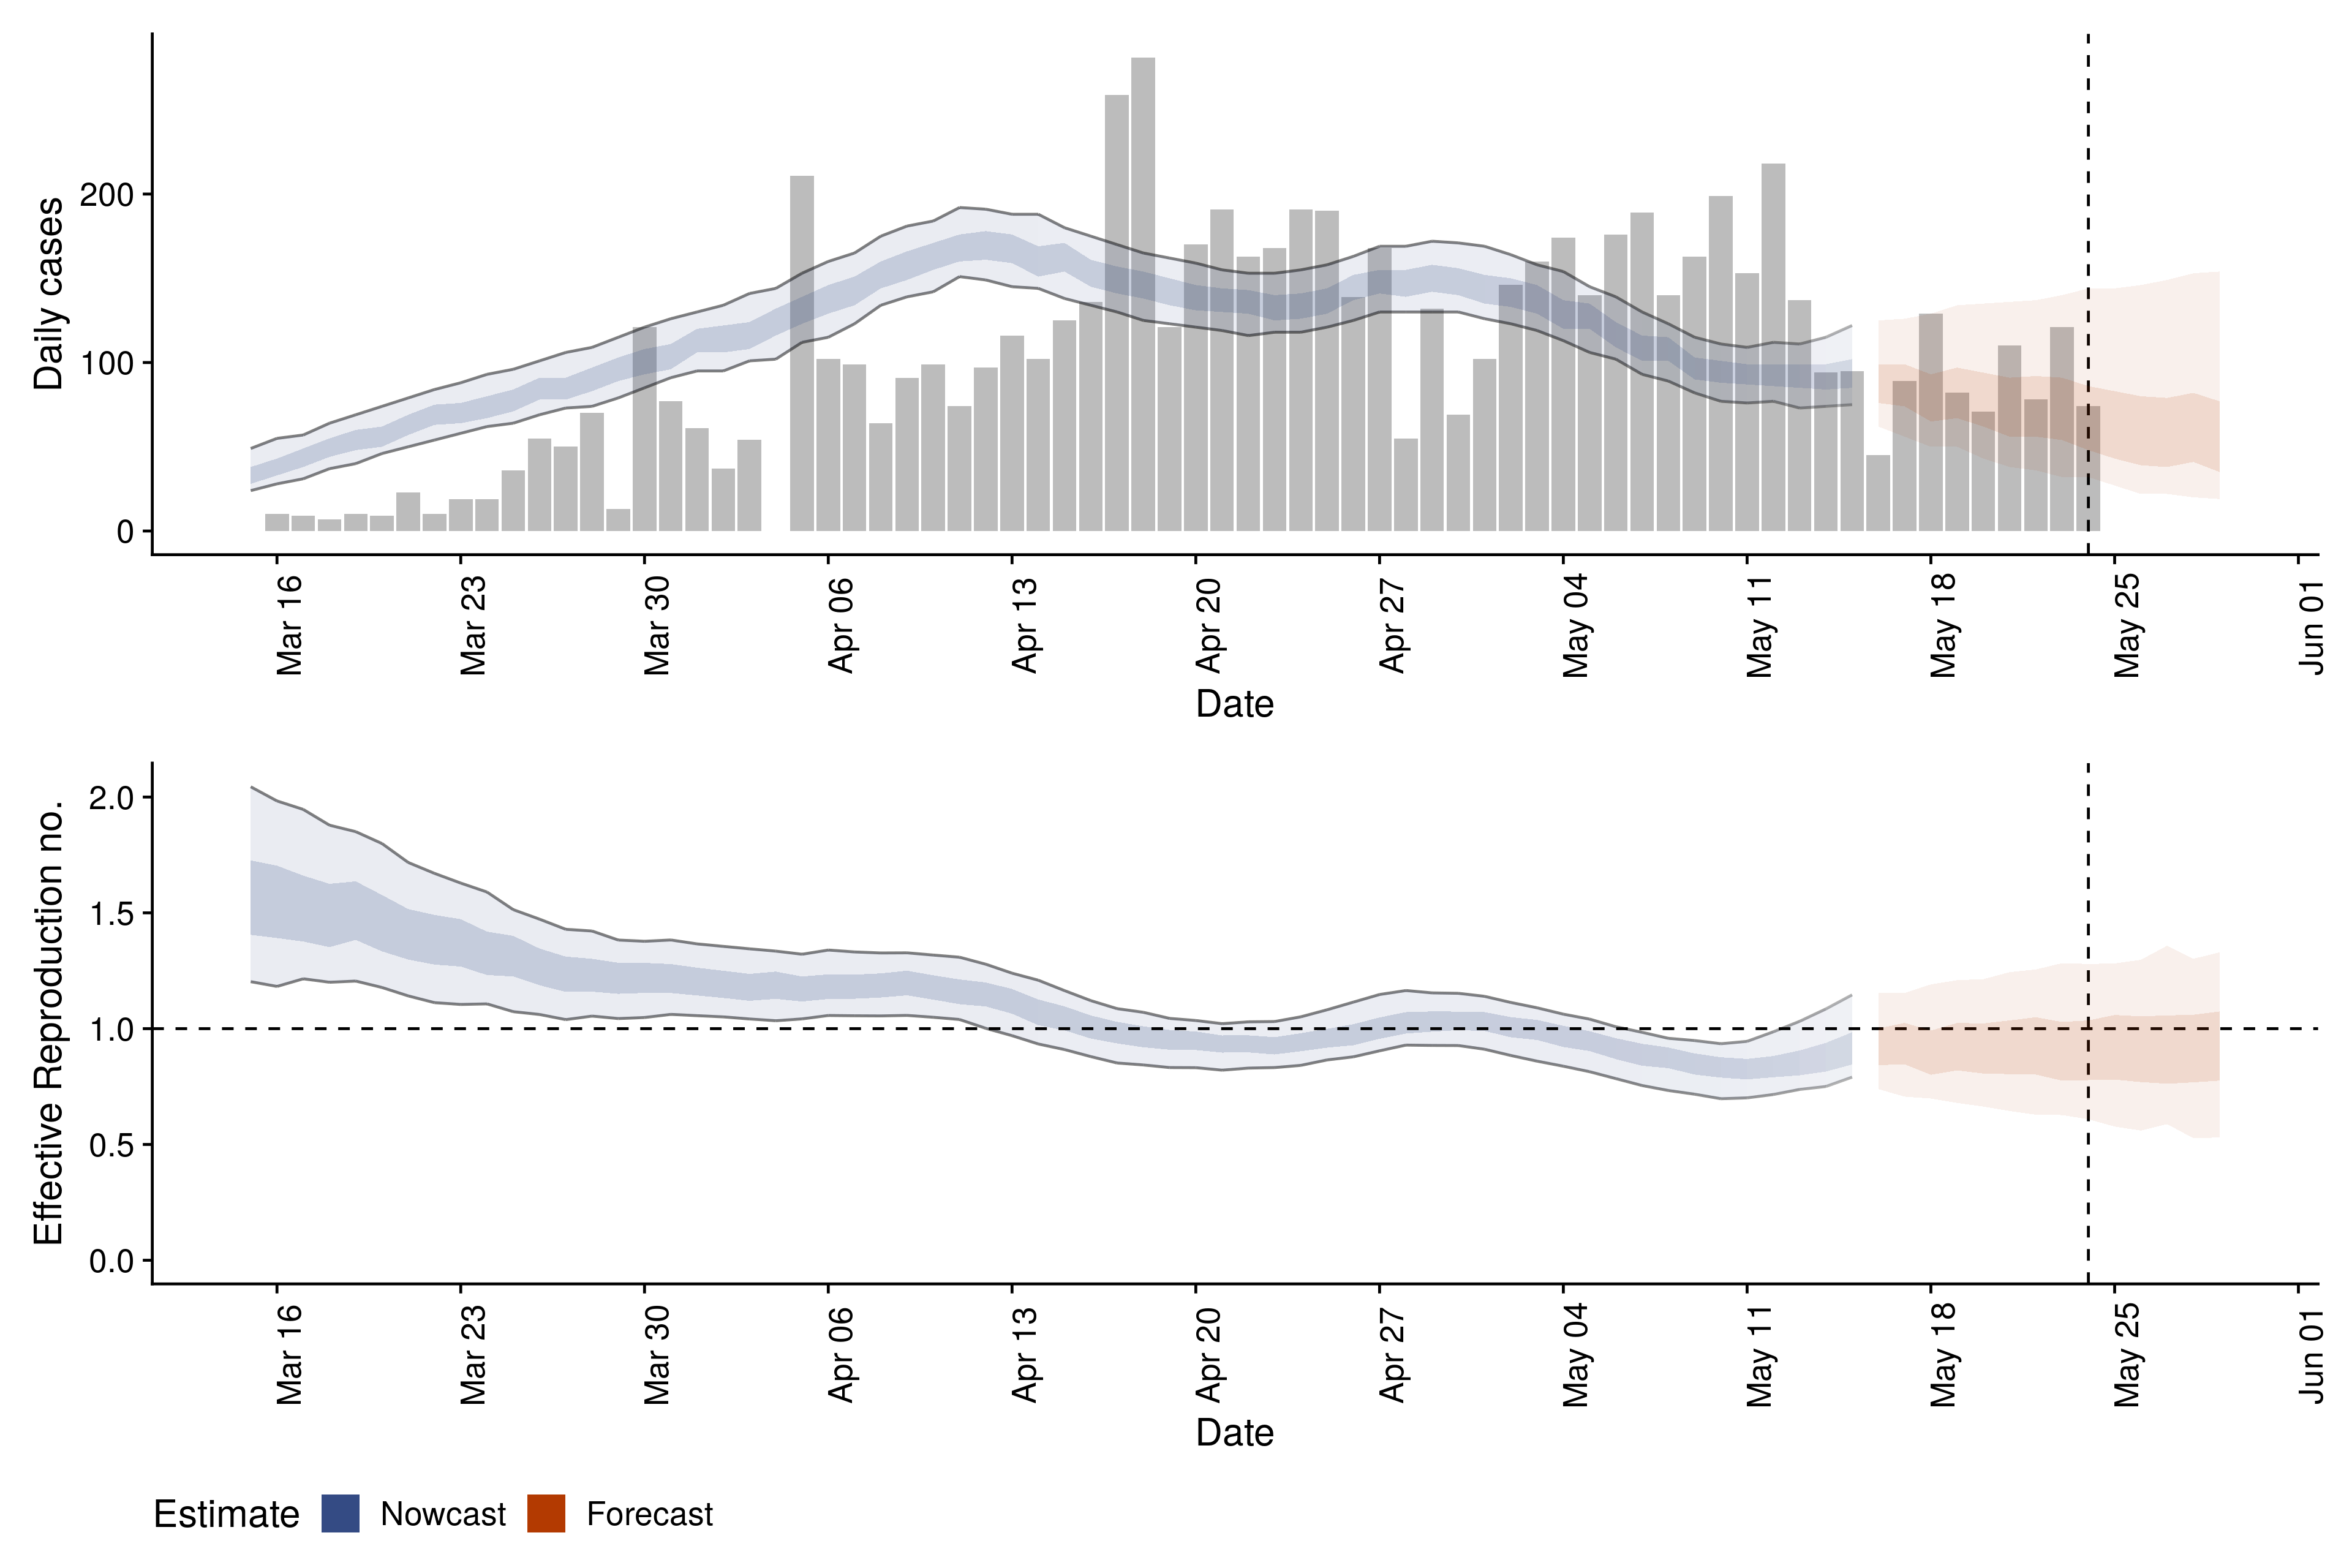 Daily cases
200
100
0
Mar 16
Mar 23
Mar 30
Apr 06
Apr 13
Apr 20
Apr 27
May 04
May 11
May 18
May 25
Jun 01
Date
Effective Reproduction no.
2.0
1.5
1.0
0.5
0.0
Mar 16
Mar 23
Mar 30
Apr 06
Apr 13
Apr 20
Apr 27
May 04
May 11
May 18
May 25
Jun 01
Date
Estimate Nowcast Forecast